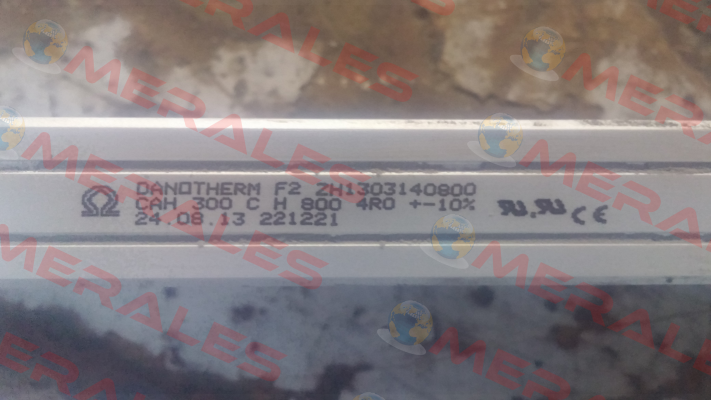 DANOTHERM F2 ZH1303140800
CAH 300 C H 800 4R0 +-10%
24.08.13 221221
MERALES
MERALES
MERALES
MERALES
MERALES